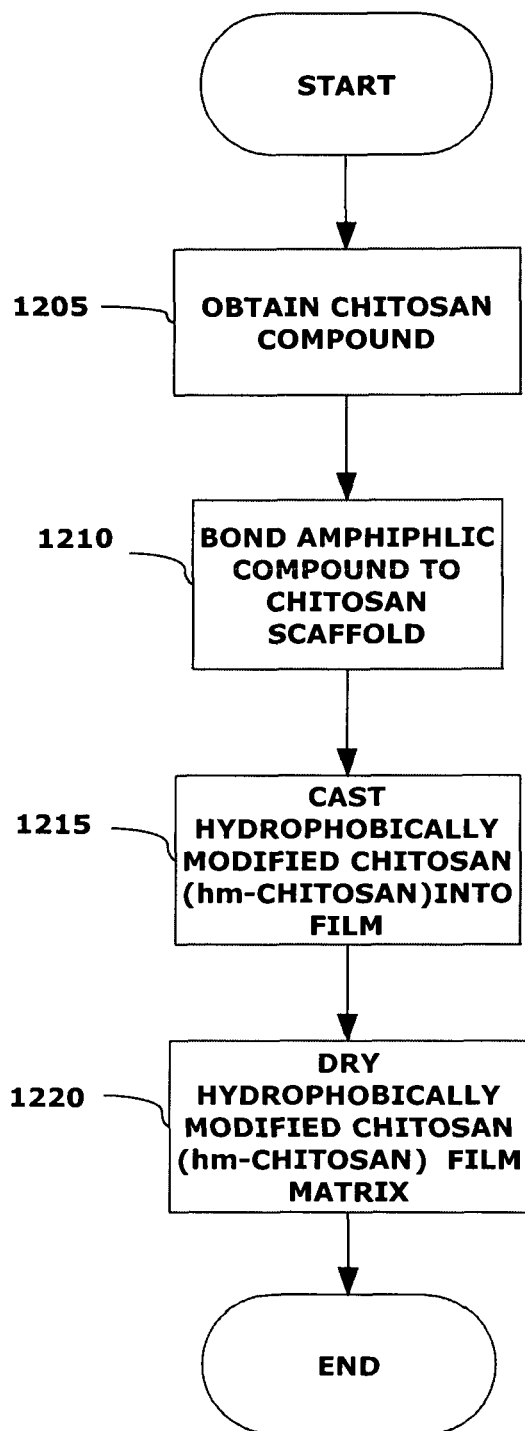 START
1205
OBTAIN CHITOSAN
COMPOUND
1210
BOND AMPHIPHLIC
COMPOUND TO
CHITOSAN
SCAFFOLD
1215
CAST
HYDROPHOBICALLY
MODIFIED CHITOSAN
(hm-CHITOSAN)INTO
FILM
1220
DRY
HYDROPHOBICALLY
MODIFIED CHITOSAN
(hm-CHITOSAN) FILM
MATRIX
END